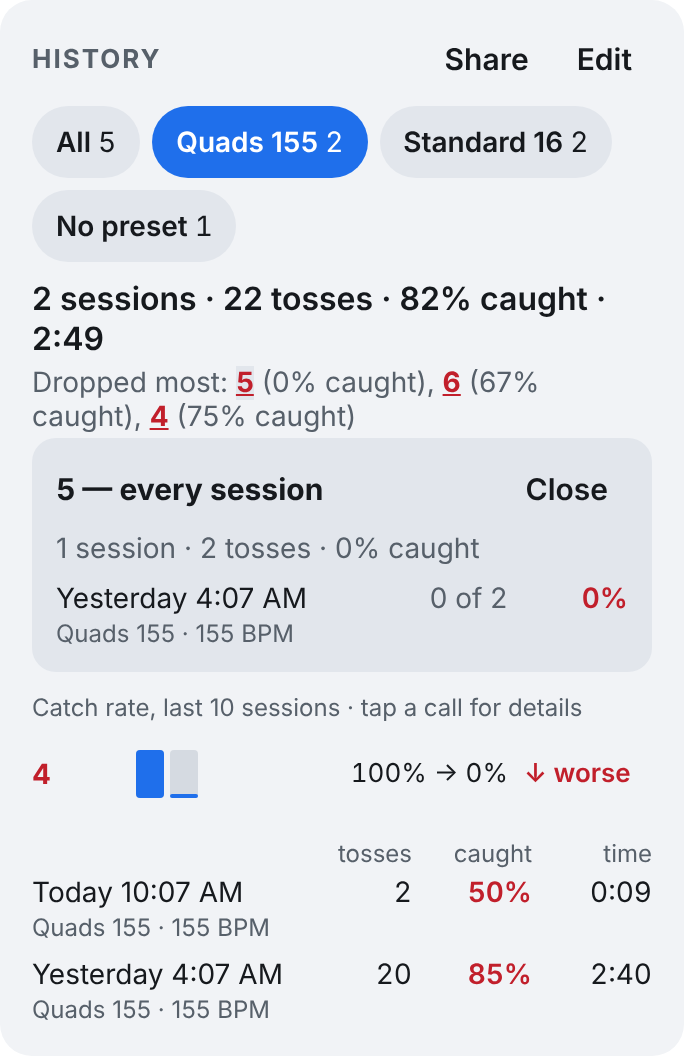 HISTORY Share Edit
All 5 Quads 155 2 Standard 16 2
No preset 1
2 sessions · 22 tosses · 82% caught ·
2:49
Dropped most: 5 (0% caught), 6 (67%
caught), 4 (75% caught)
5 — every session Close
1 session · 2 tosses · 0% caught
Yesterday 4:07 AM 0 of 2 0%
Quads 155 · 155 BPM
Catch rate, last 10 sessions · tap a call for details
4 100% → 0% ↓ worse
tosses caught time
Today 10:07 AM 2 50% 0:09
Quads 155 · 155 BPM
Yesterday 4:07 AM 20 85% 2:40
Quads 155 · 155 BPM